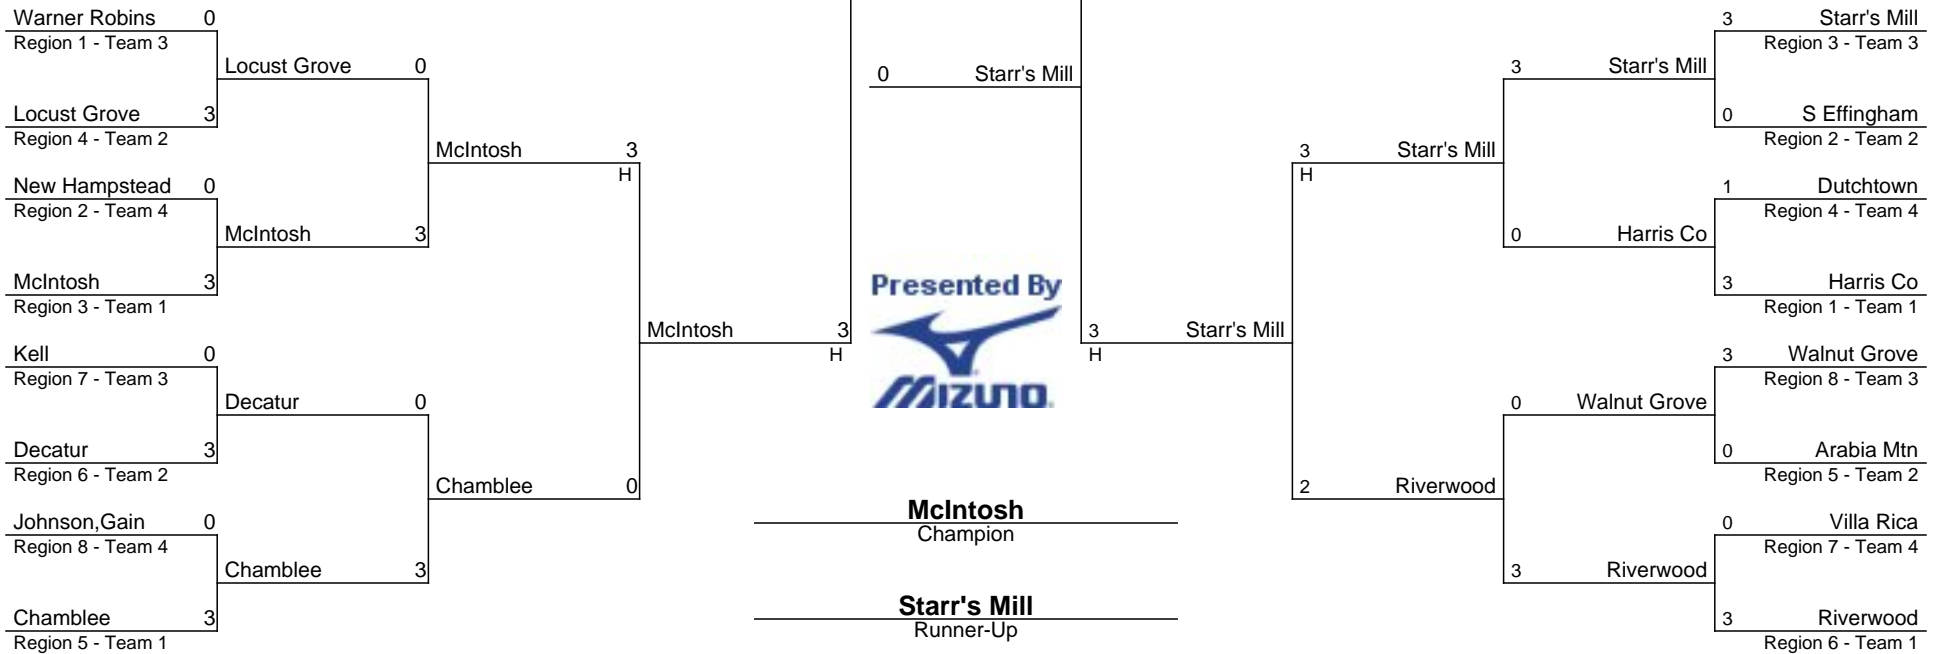 Warner Robins 0
Region 1 - Team 3
Locust Grove 0
Locust Grove 3
Region 4 - Team 2
McIntosh 3
H
New Hampstead 0
Region 2 - Team 4
McIntosh 3
McIntosh 3
Region 3 - Team 1
McIntosh 3
H
Kell 0
Region 7 - Team 3
Decatur 0
Decatur 3
Region 6 - Team 2
Chamblee 0
Johnson,Gain 0
Region 8 - Team 4
Chamblee 3
Chamblee 3
Region 5 - Team 1
0 Starr's Mill
Presented By
MIZUNO
McIntosh
Champion
Starr's Mill
Runner-Up
3 Starr's Mill
Region 3 - Team 3
3 Starr's Mill
0 S Effingham
Region 2 - Team 2
3 Starr's Mill
H
1 Dutchtown
Region 4 - Team 4
0 Harris Co
3 Harris Co
Region 1 - Team 1
3 Starr's Mill
H
3 Walnut Grove
Region 8 - Team 3
0 Walnut Grove
0 Arabia Mtn
Region 5 - Team 2
2 Riverwood
0 Villa Rica
Region 7 - Team 4
3 Riverwood
3 Riverwood
Region 6 - Team 1